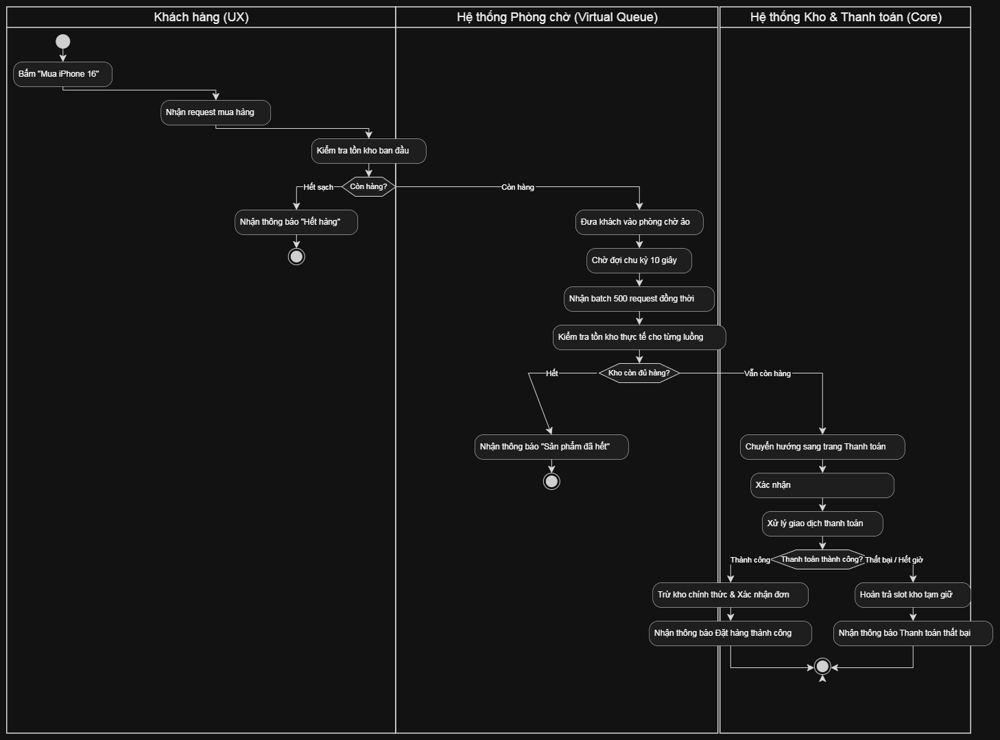 Khách hàng (UX)
Hệ thống Phòng chờ (Virtual Queue)
Hệ thống Kho & Thanh toán (Core)
Bấm "Mua iPhone 16"
Nhận request mua hàng
Kiểm tra tồn kho ban đầu
Hết sạch
Còn hàng?
Còn hàng
Nhận thông báo "Hết hàng"
Đưa khách vào phòng chờ ảo
Chờ đợi chu kỳ 10 giây
Nhận batch 500 request đồng thời
Kiểm tra tồn kho thực tế cho từng luồng
Hết
Kho còn đủ hàng?
Vẫn còn hàng
Nhận thông báo "Sản phẩm đã hết"
Chuyển hướng sang trang Thanh toán
Xác nhận
Xử lý giao dịch thanh toán
Thành công
Thanh toán thành công?
Thất bại / Hết giờ
Trừ kho chính thức & Xác nhận đơn
Hoàn trả slot kho tạm giữ
Nhận thông báo Đặt hàng thành công
Nhận thông báo Thanh toán thất bại